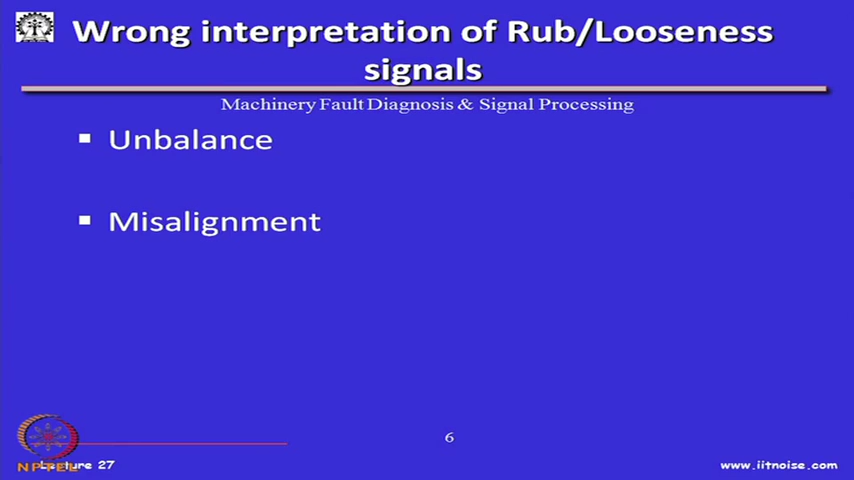 Wrong interpretation of Rub/Looseness
signals
Machinery Fault Diagnosis & Signal Processing
▪ Unbalance
▪ Misalignment
6
NPTEL
Lecture 27
www.iitnoise.com